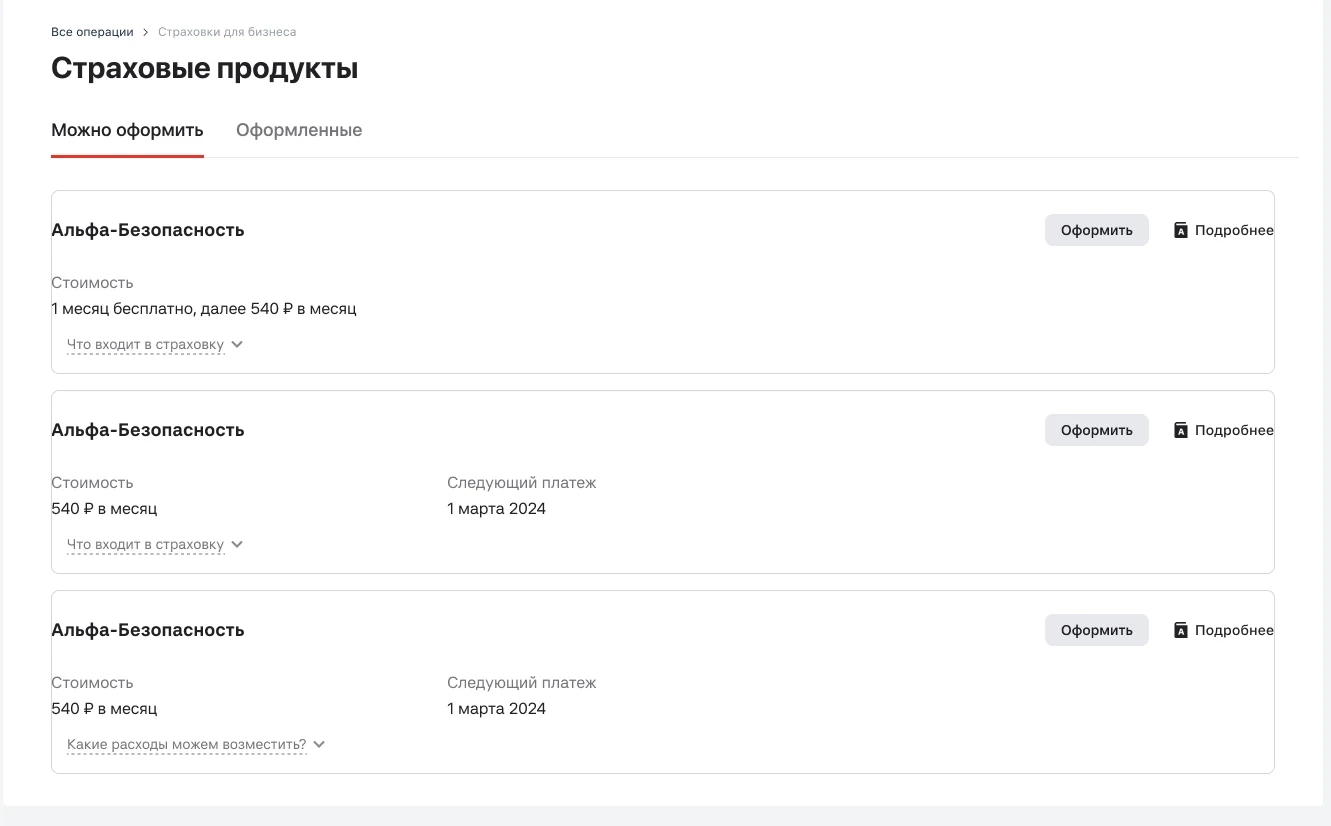 Все операции > Страховки для бизнеса
Страховые продукты
Можно оформить Оформленные
Альфа-Безопасность Оформить Подробнее
Стоимость
1 месяц бесплатно, далее 540 ₽ в месяц
Что входит в страховку
Альфа-Безопасность Оформить Подробнее
Стоимость Следующий платеж
540 ₽ в месяц 1 марта 2024
Что входит в страховку
Альфа-Безопасность Оформить Подробнее
Стоимость Следующий платеж
540 ₽ в месяц 1 марта 2024
Какие расходы можем возместить?